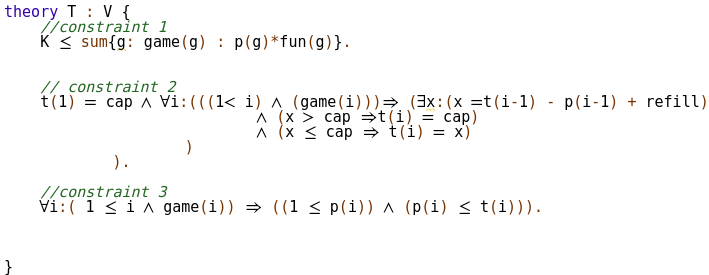 theory T : V {
//constraint 1
K ≤ sum{g: game(g) : p(g)*fun(g)}.
// constraint 2
t(1) = cap ∧ ∀i:(((1< i) ∧ (game(i)))⇒ (∃x:(x =t(i-1) - p(i-1) + refill)
∧ (x > cap ⇒t(i) = cap)
∧ (x ≤ cap ⇒ t(i) = x)
)
).
//constraint 3
∀i:( 1 ≤ i ∧ game(i)) ⇒ ((1 ≤ p(i)) ∧ (p(i) ≤ t(i))).
}